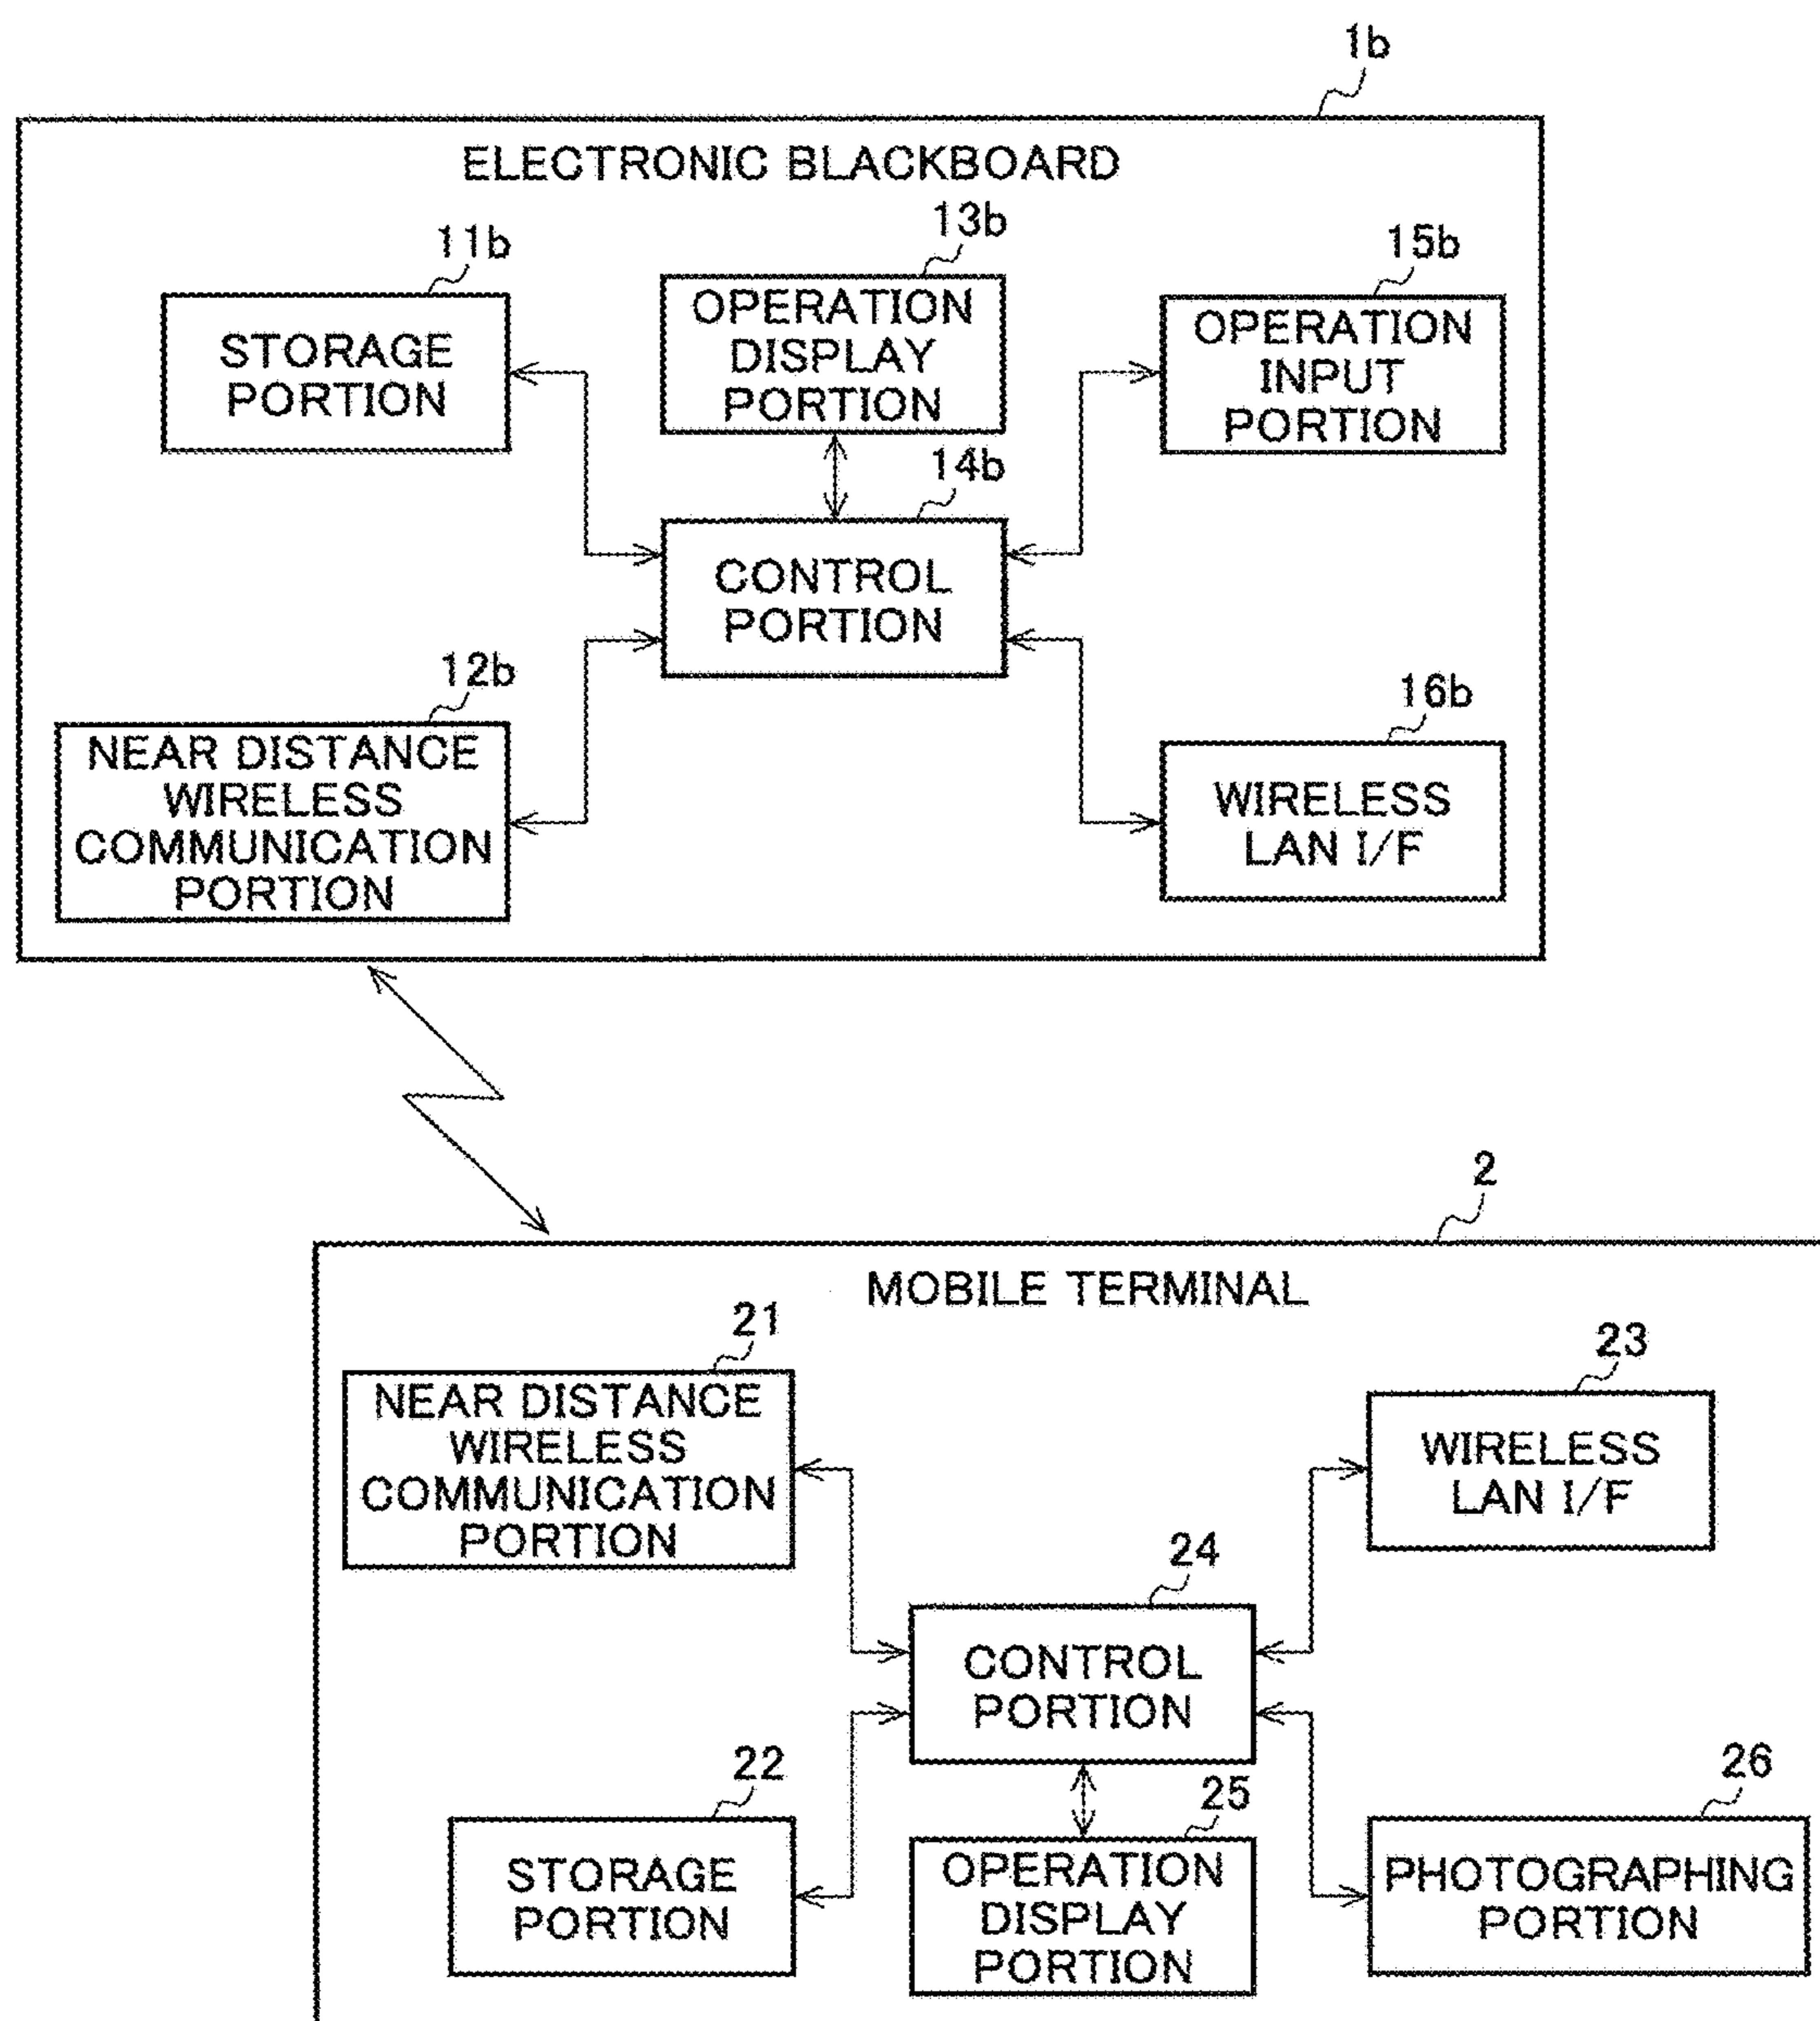 1b
ELECTRONIC BLACKBOARD
11b
STORAGE
PORTION
13b
OPERATION
DISPLAY
PORTION
15b
OPERATION
INPUT
PORTION
14b
CONTROL
PORTION
12b
NEAR DISTANCE
WIRELESS
COMMUNICATION
PORTION
16b
WIRELESS
LAN I/F
2
MOBILE TERMINAL
21
NEAR DISTANCE
WIRELESS
COMMUNICATION
PORTION
23
WIRELESS
LAN I/F
24
CONTROL
PORTION
22
STORAGE
PORTION
25
OPERATION
DISPLAY
PORTION
26
PHOTOGRAPHING
PORTION